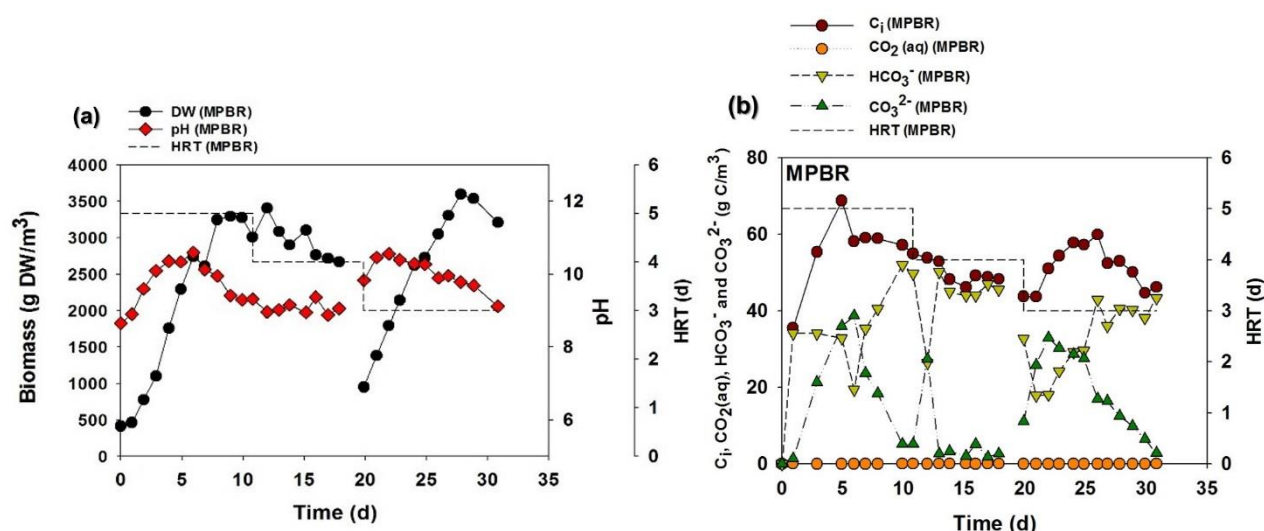 (a)
DW (MPBR)
pH (MPBR)
HRT (MPBR)
Biomass (g DW/m³)
4000
3500
3000
2500
2000
1500
1000
500
0
0 5 10 15 20 25 30 35
Time (d)
12
10
8
6
pH
6
5
4
3
2
1
0
HRT (d)
(b)
Cᵢ (MPBR)
CO₂ (aq) (MPBR)
HCO₃⁻ (MPBR)
CO₃²⁻ (MPBR)
HRT (MPBR)
MPBR
Cᵢ, CO₂(aq), HCO₃⁻ and CO₃²⁻ (g C/m³)
80
60
40
20
0
0 5 10 15 20 25 30 35
Time (d)
6
5
4
3
2
1
0
HRT (d)